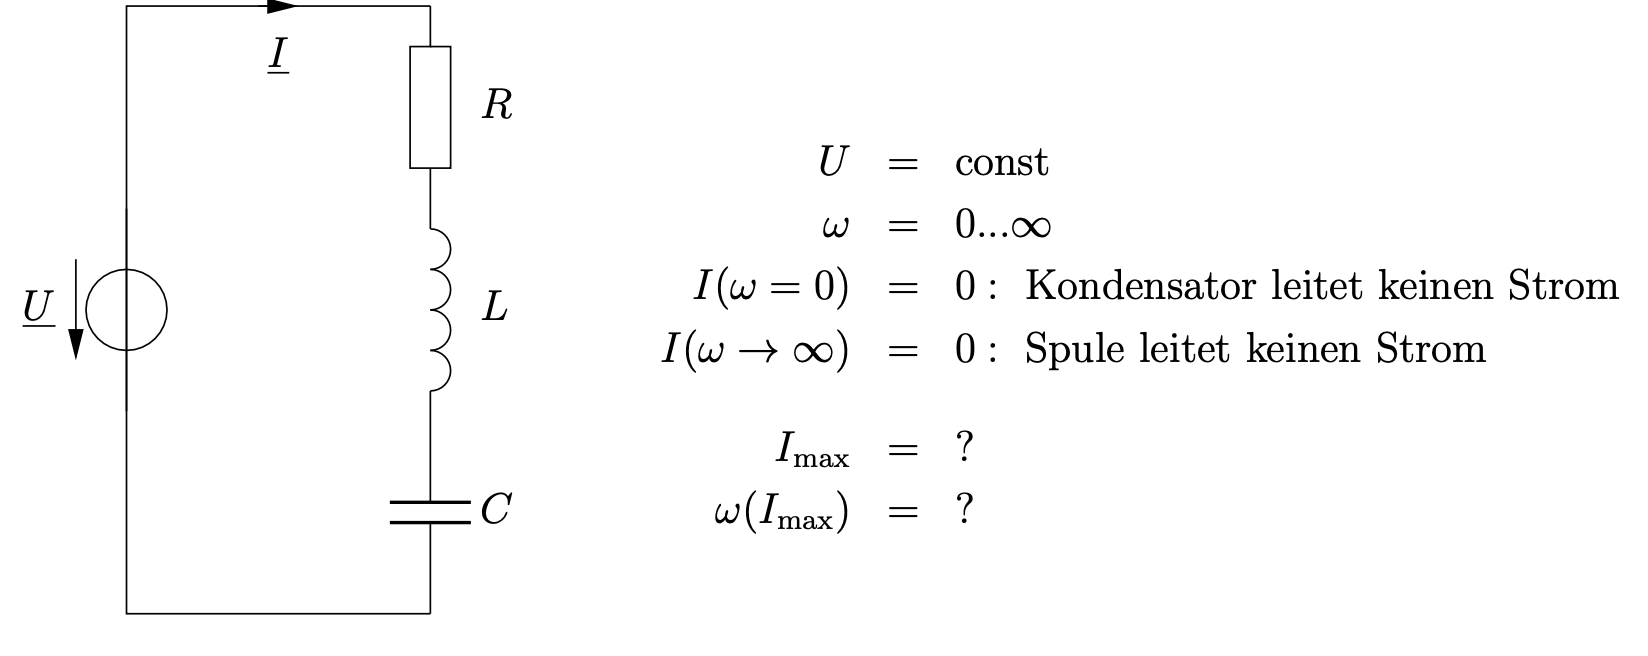 I
R
U = const
ω = 0...∞
I(ω = 0) = 0 : Kondensator leitet keinen Strom
U
L
I(ω → ∞) = 0 : Spule leitet keinen Strom
I_max = ?
C
ω(I_max) = ?